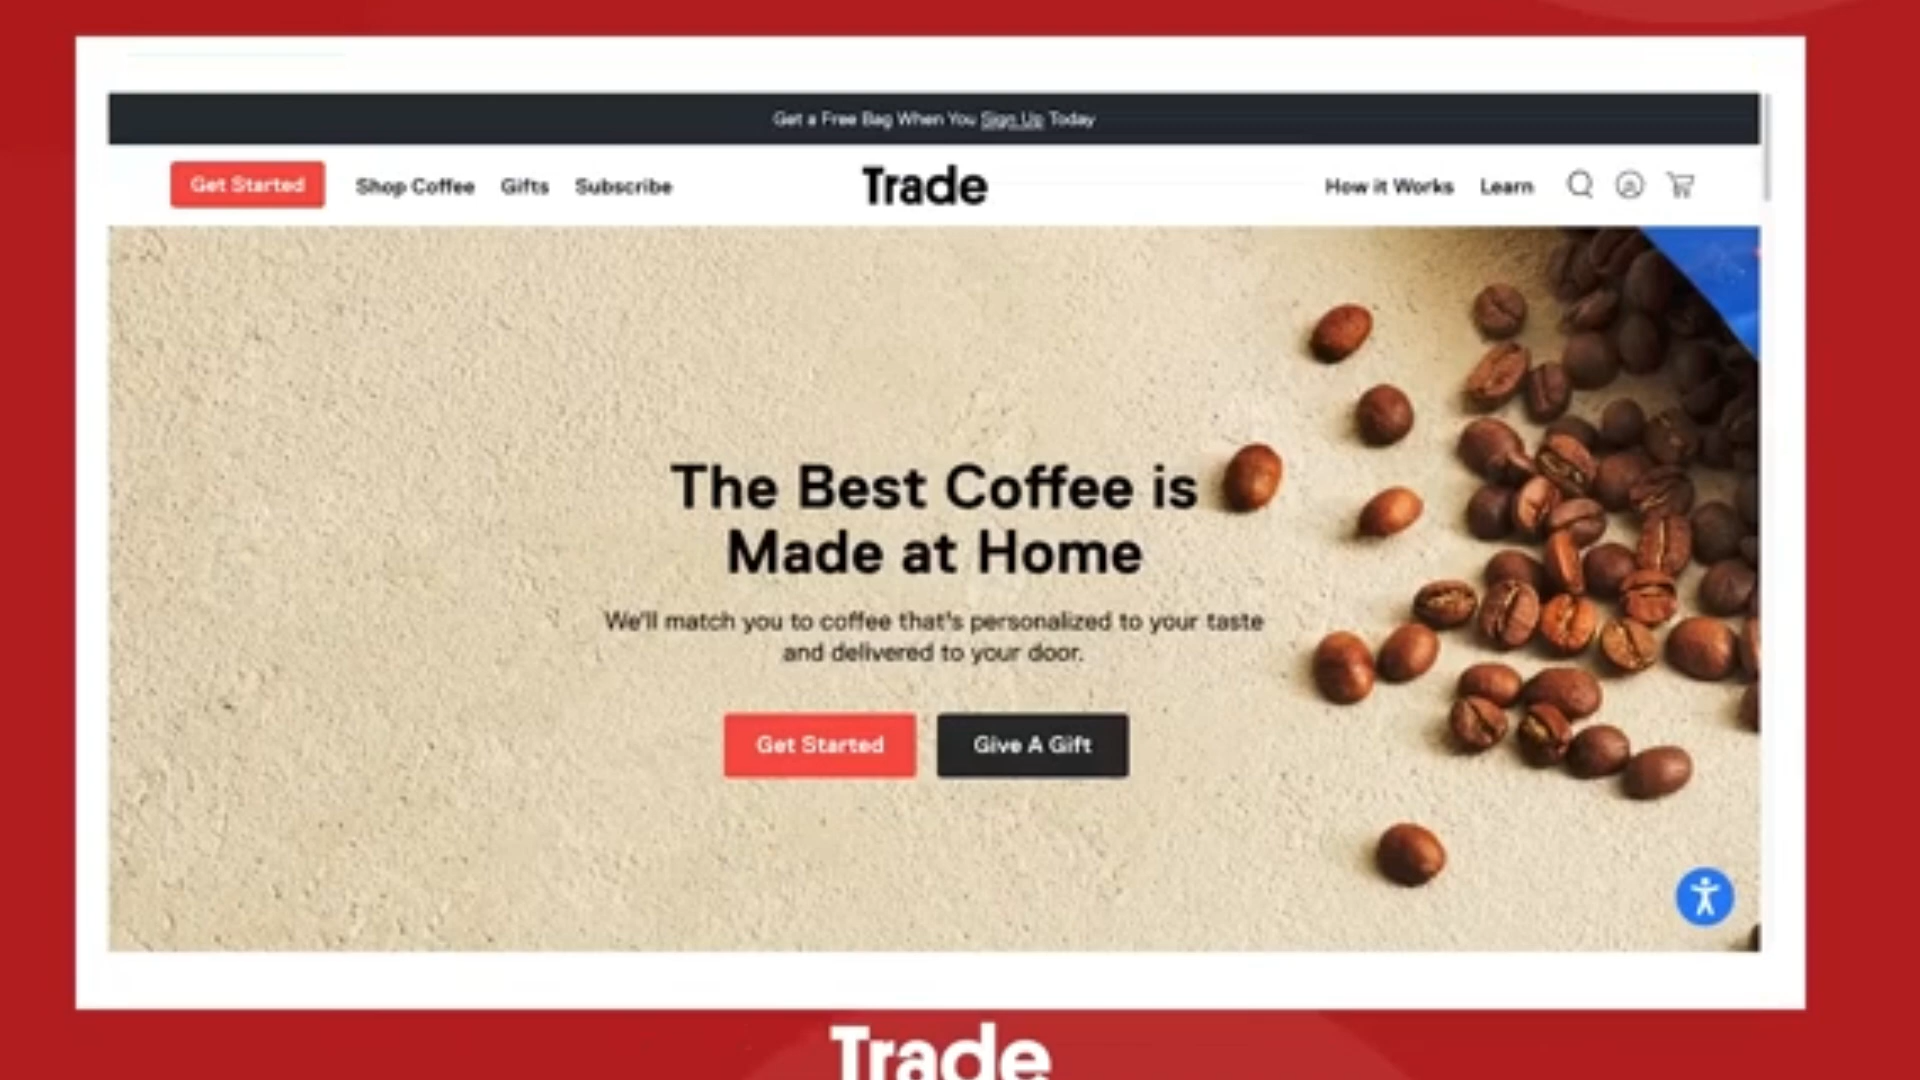 Get a Free Bag When You Sign Up Today
Get Started Shop Coffee Gifts Subscribe Trade How it Works Learn
The Best Coffee is
Made at Home
We'll match you to coffee that's personalized to your taste
and delivered to your door.
Get Started Give A Gift
Trade